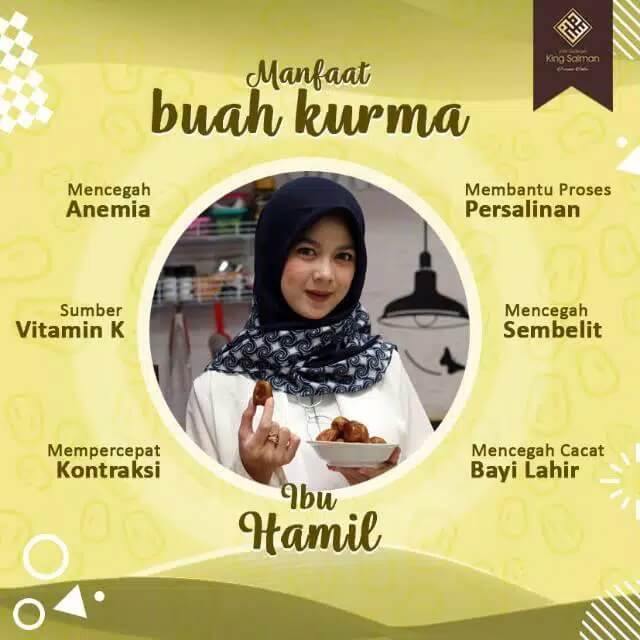 King Salman
Manfaat
buah kurma
Mencegah
Anemia
Membantu Proses
Persalinan
Sumber
Vitamin K
Mencegah
Sembelit
Mempercepat
Kontraksi
Mencegah Cacat
Bayi Lahir
Ibu
Hamil